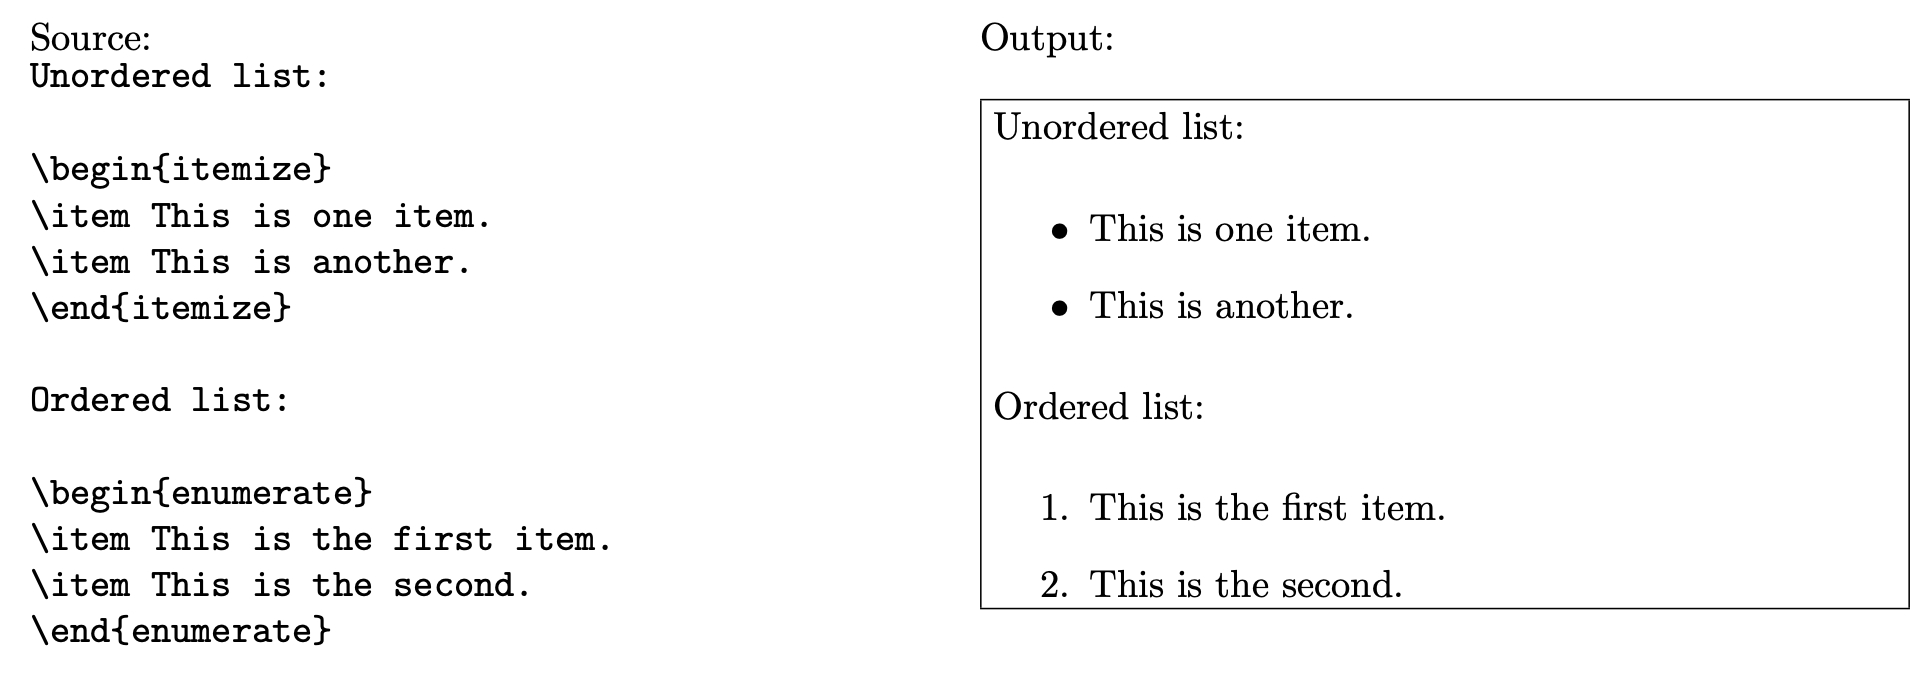 Source:
Unordered list:
\begin{itemize}
\item This is one item.
\item This is another.
\end{itemize}
Ordered list:
\begin{enumerate}
\item This is the first item.
\item This is the second.
\end{enumerate}
Output:
Unordered list:
• This is one item.
• This is another.
Ordered list:
1. This is the first item.
2. This is the second.